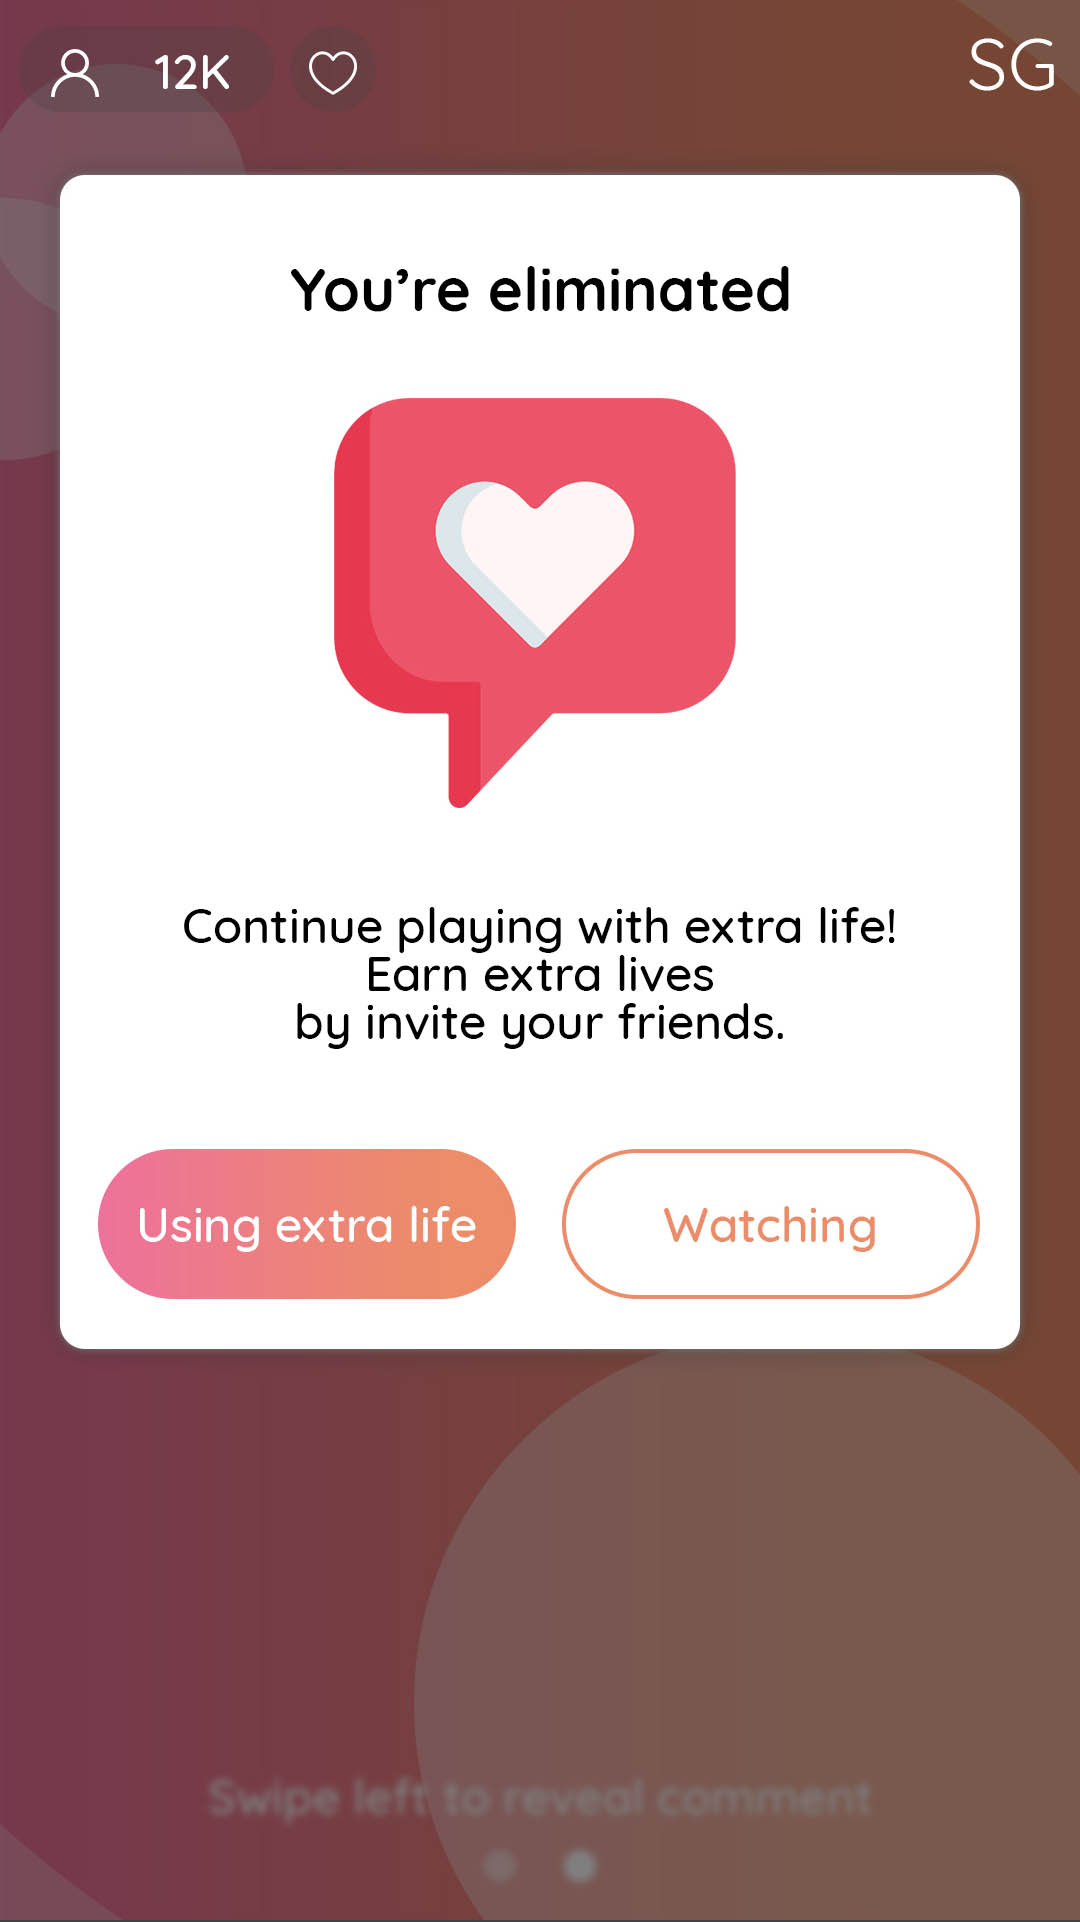 12K
SG
You’re eliminated
Continue playing with extra life!
Earn extra lives
by invite your friends.
Using extra life
Watching
Swipe left to reveal comment